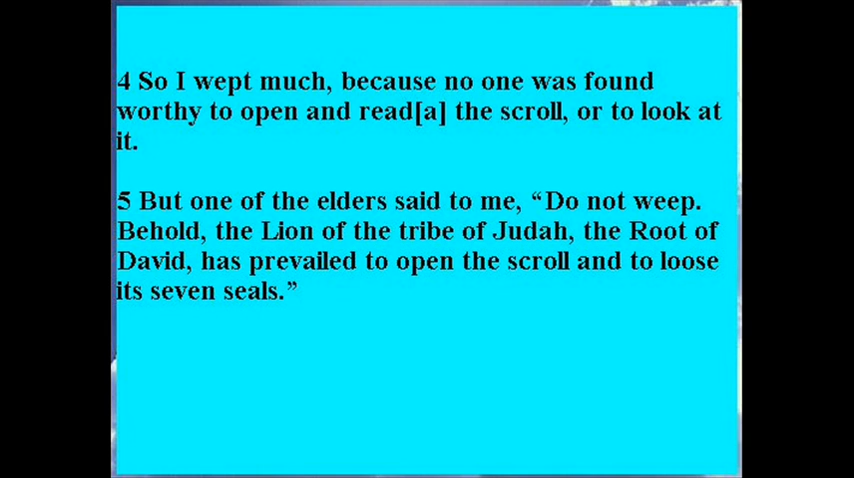 4 So I wept much, because no one was found
worthy to open and read[a] the scroll, or to look at
it.
5 But one of the elders said to me, “Do not weep.
Behold, the Lion of the tribe of Judah, the Root of
David, has prevailed to open the scroll and to loose
its seven seals.”